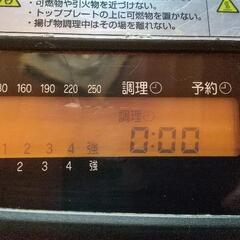 ・可燃物や引火物を近づけない。
・トッププレートの上に可燃物を置かない。
・揚げ物調理中はその場を離れない。
160 190 220 250 調理 予約
調理
0:00
1 2 3 4 強
2 3 4 強